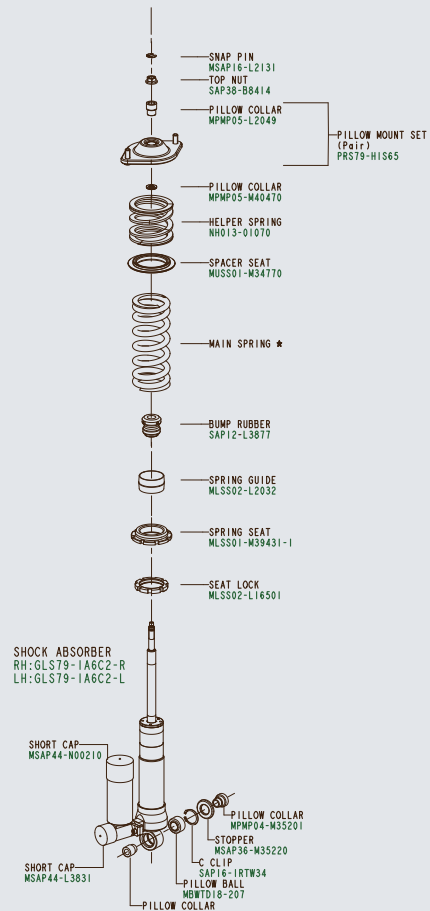 SNAP PIN
MSAP16-L2131
TOP NUT
SAP38-B8414
PILLOW COLLAR
MPMP05-L2049
PILLOW MOUNT SET
(Pair)
PRS79-HIS65
PILLOW COLLAR
MPMP05-M40470
HELPER SPRING
NH013-01070
SPACER SEAT
MUSS01-M34770
MAIN SPRING *
BUMP RUBBER
SAP12-L3877
SPRING GUIDE
MLSS02-L2032
SPRING SEAT
MLSS01-M39431-1
SEAT LOCK
MLSS02-L16501
SHOCK ABSORBER
RH:GLS79-1A6C2-R
LH:GLS79-1A6C2-L
SHORT CAP
MSAP44-N00210
PILLOW COLLAR
MPMP04-M35201
STOPPER
MSAP36-M35220
C CLIP
SAP16-IRTW34
SHORT CAP
MSAP44-L3831
PILLOW BALL
MBWTD18-207
PILLOW COLLAR